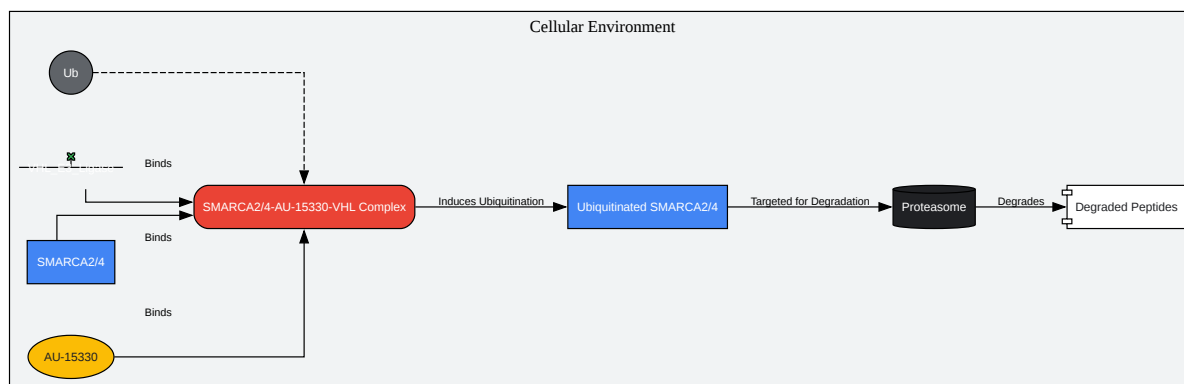 Cellular Environment
Ub
Binds
SMARCA2/4-AU-15330-VHL Complex
Induces Ubiquitination
Ubiquitinated SMARCA2/4
Targeted for Degradation
Proteasome
Degrades
Degraded Peptides
Binds
SMARCA2/4
Binds
AU-15330